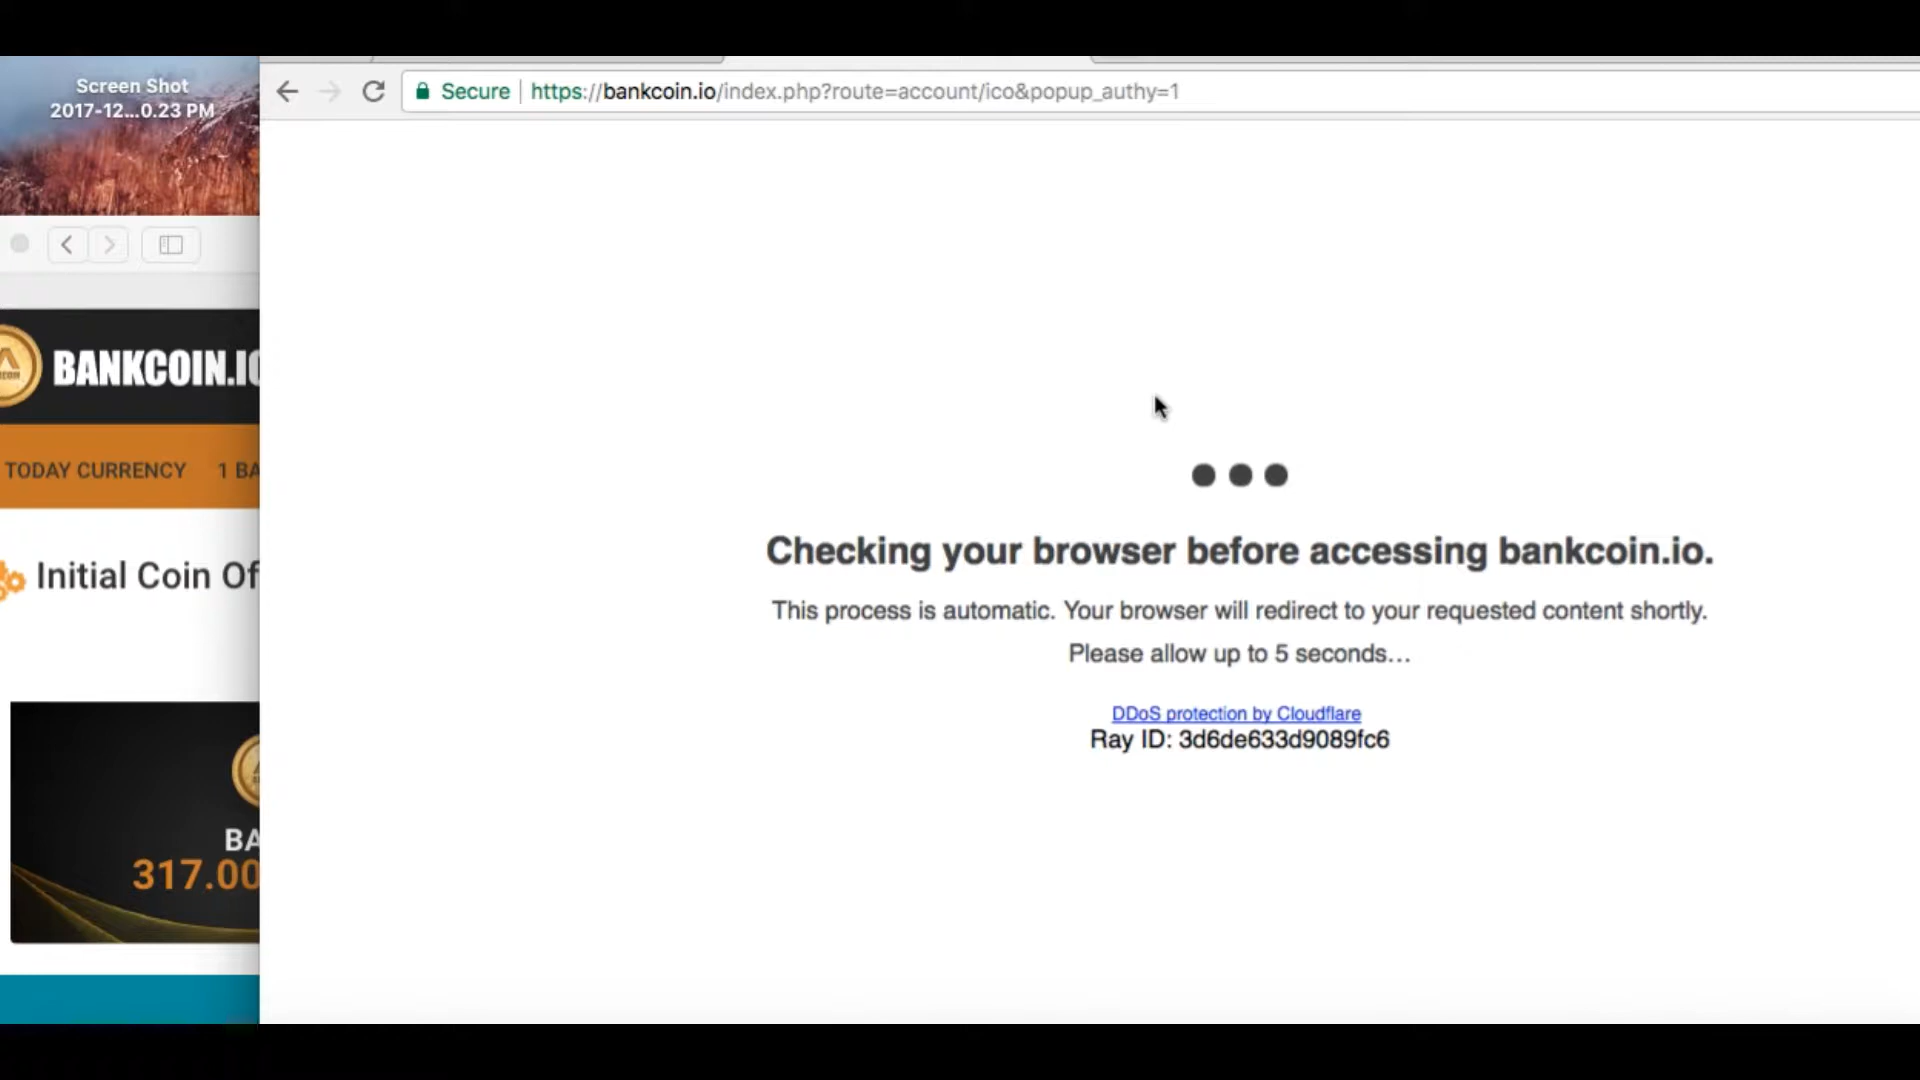 Screen Shot
2017-12...0.23 PM
Secure
https://bankcoin.io/index.php?route=account/ico&popup_authy=1
BANKCOIN.IO
TODAY CURRENCY 1 BA
Initial Coin Of
BA
317.00
Checking your browser before accessing bankcoin.io.
This process is automatic. Your browser will redirect to your requested content shortly.
Please allow up to 5 seconds...
DDoS protection by Cloudflare
Ray ID: 3d6de633d9089fc6